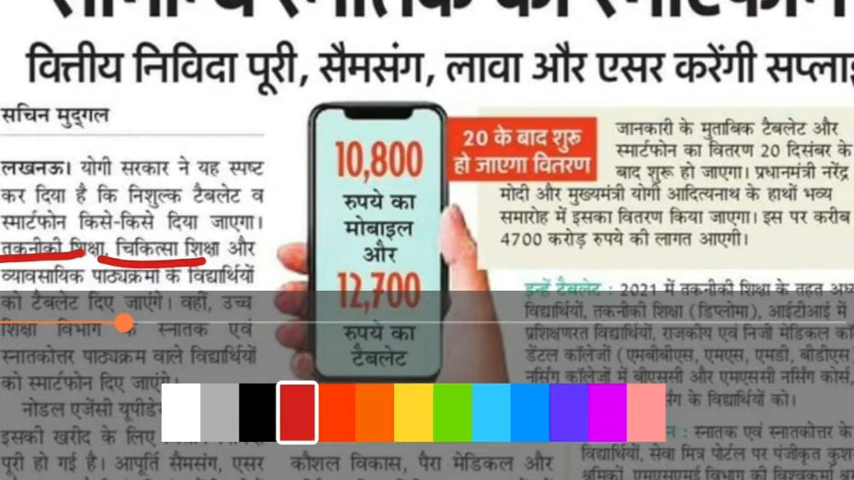 वित्तीय निविदा पूरी, सैमसंग, लावा और एसर करेंगी सप्लाई
सचिन मुद्गल
लखनऊ। योगी सरकार ने यह स्पष्ट
कर दिया है कि निशुल्क टैबलेट व
स्मार्टफोन किसे-किसे दिया जाएगा।
तकनीकी शिक्षा, चिकित्सा शिक्षा और
व्यावसायिक पाठ्यक्रमों के विद्यार्थियों
को टैबलेट दिए जाएंगे। वहीं, उच्च
शिक्षा विभाग के स्नातक एवं
स्नातकोत्तर पाठ्यक्रम वाले विद्यार्थियों
को स्मार्टफोन दिए जाएंगे।
नोडल एजेंसी
इसकी खरीद के लिए
पूरी हो गई है। आपूर्ति सैमसंग, एसर
10,800
रुपये का
मोबाइल
और
12,700
रुपये का
टैबलेट
कौशल विकास, पैरा मेडिकल और
20 के बाद शुरू
हो जाएगा वितरण
जानकारी के मुताबिक टैबलेट और
स्मार्टफोन का वितरण 20 दिसंबर के
बाद शुरू हो जाएगा। प्रधानमंत्री नरेंद्र
मोदी और मुख्यमंत्री योगी आदित्यनाथ के हाथों भव्य
समारोह में इसका वितरण किया जाएगा। इस पर करीब
4700 करोड़ रुपये की लागत आएगी।
इन्हें टैबलेट : 2021 में तकनीकी शिक्षा के तहत
विद्यार्थियों, तकनीकी शिक्षा (डिप्लोमा), आईटीआई में
प्रशिक्षणरत विद्यार्थियों, राजकीय एवं निजी मेडिकल
डेंटल कॉलेजों (एमबीबीएस, एमएस, एमडी, बीडीएस
नर्सिंग कॉलेजों में बीएससी और एमएससी नर्सिंग कोर्स,
के विद्यार्थियों को।
: स्नातक एवं स्नातकोत्तर के
विद्यार्थियों, सेवा मित्र पोर्टल पर पंजीकृत
श्रमिकों, एमएसएमई विभाग की विश्वकर्मा